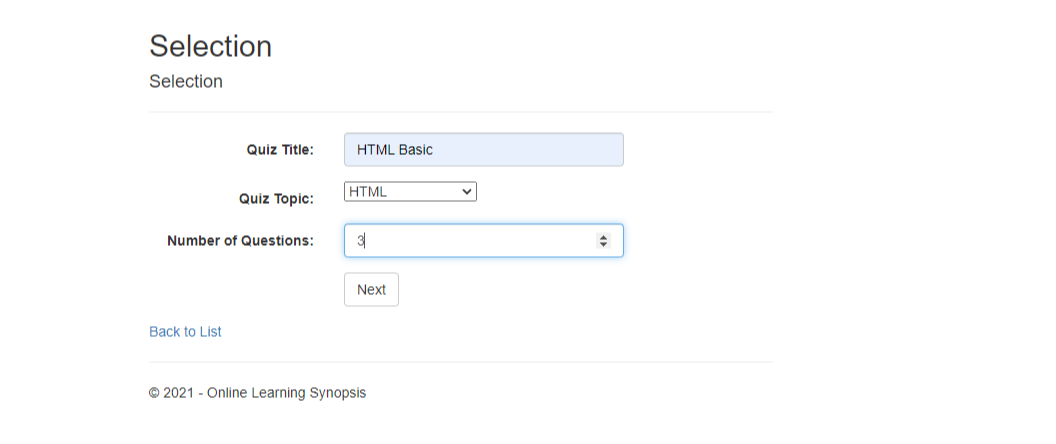 Selection
Selection
Quiz Title: HTML Basic
Quiz Topic: HTML
Number of Questions: 3
Next
Back to List
© 2021 - Online Learning Synopsis